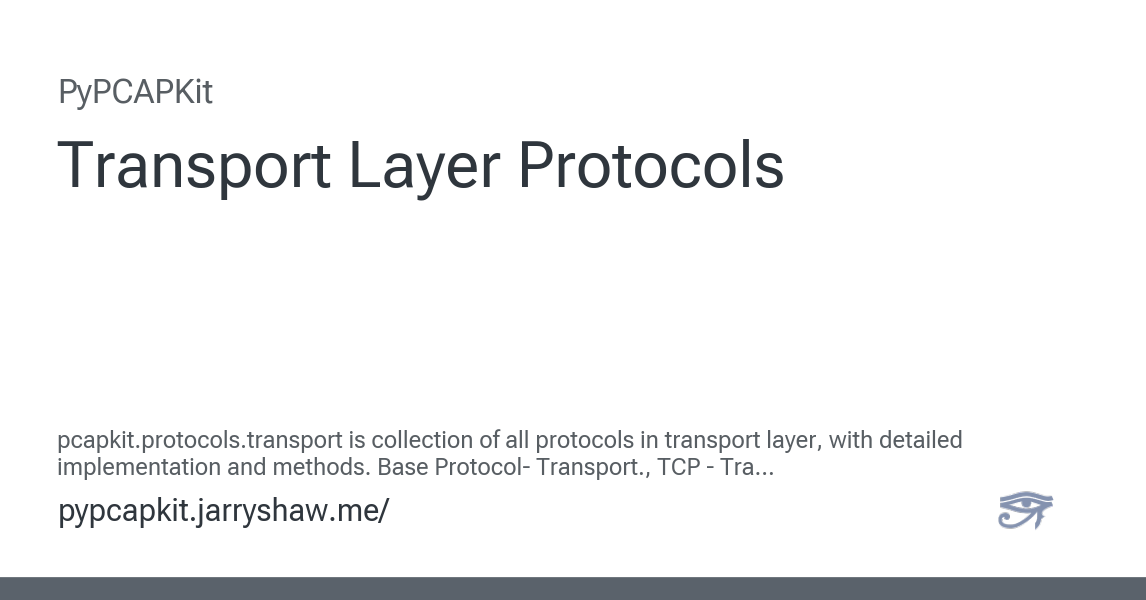 PyPCAPKit
Transport Layer Protocols
pcapkit.protocols.transport is collection of all protocols in transport layer, with detailed
implementation and methods. Base Protocol- Transport., TCP - Tra...
pypcapkit.jarryshaw.me/